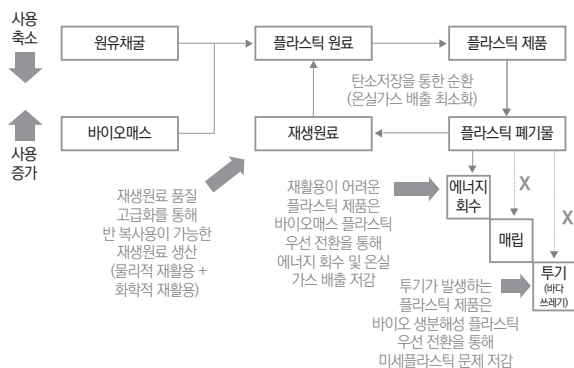 사용
축소
원유채굴
플라스틱 원료
플라스틱 제품
탄소저장을 통한 순환
(온실가스 배출 최소화)
바이오매스
재생원료
플라스틱 폐기물
사용
증가
재생원료 품질
고급화를 통해
반 복사용이 가능한
재생원료 생산
(물리적 재활용 +
화학적 재활용)
재활용이 어려운
플라스틱 제품은
바이오매스 플라스틱
우선 전환을 통해
에너지 회수 및 온실
가스 배출 저감
에너지
회수
X
X
매립
투기가 발생하는
플라스틱 제품은
바이오 생분해성 플라스틱
우선 전환을 통해
미세플라스틱 문제 저감
투기
(바다
쓰레기)